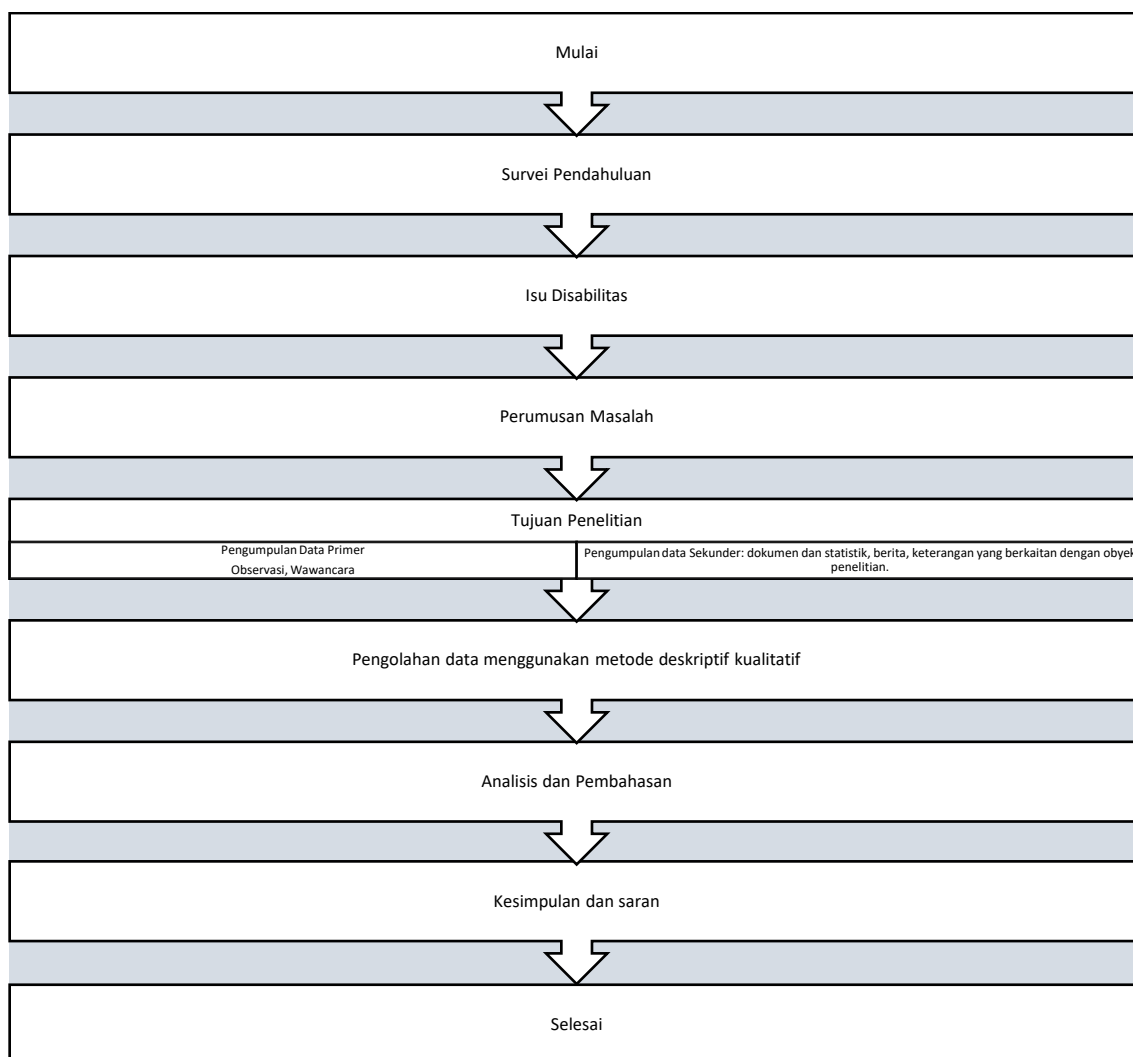 Mulai
Survei Pendahuluan
Isu Disabilitas
Perumusan Masalah
Tujuan Penelitian
Pengumpulan Data Primer
Observasi, Wawancara
Pengumpulan data Sekunder: dokumen dan statistik, berita, keterangan yang berkaitan dengan obyek
penelitian.
Pengolahan data menggunakan metode deskriptif kualitatif
Analisis dan Pembahasan
Kesimpulan dan saran
Selesai